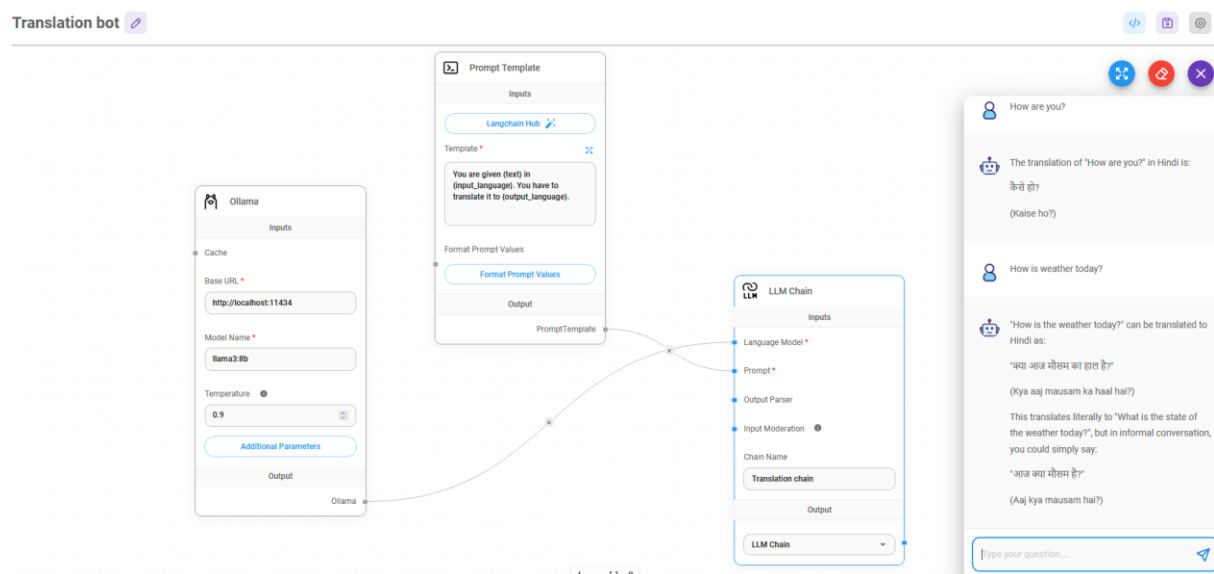 Translation bot
Prompt Template
Inputs
Langchain Hub
Template *
You are given {text} in
{input_language}. You have to
translate it to {output_language}.
Format Prompt Values
Format Prompt Values
Output
PromptTemplate
Ollama
Inputs
Cache
Base URL *
http://localhost:11434
Model Name *
llama3:8b
Temperature
0.9
Additional Parameters
Output
Ollama
LLM
LLM Chain
Inputs
Language Model *
Prompt *
Output Parser
Input Moderation
Chain Name
Translation chain
Output
LLM Chain
How are you?
The translation of "How are you?" in Hindi is:
कैसे हो?
(Kaise ho?)
How is weather today?
"How is the weather today?" can be translated to
Hindi as:
"क्या आज मौसम का हाल है?"
(Kya aaj mausam ka haal hai?)
This translates literally to "What is the state of
the weather today?", but in informal conversation,
you could simply say:
"आज क्या मौसम है?"
(Aaj kya mausam hai?)
Type your question...